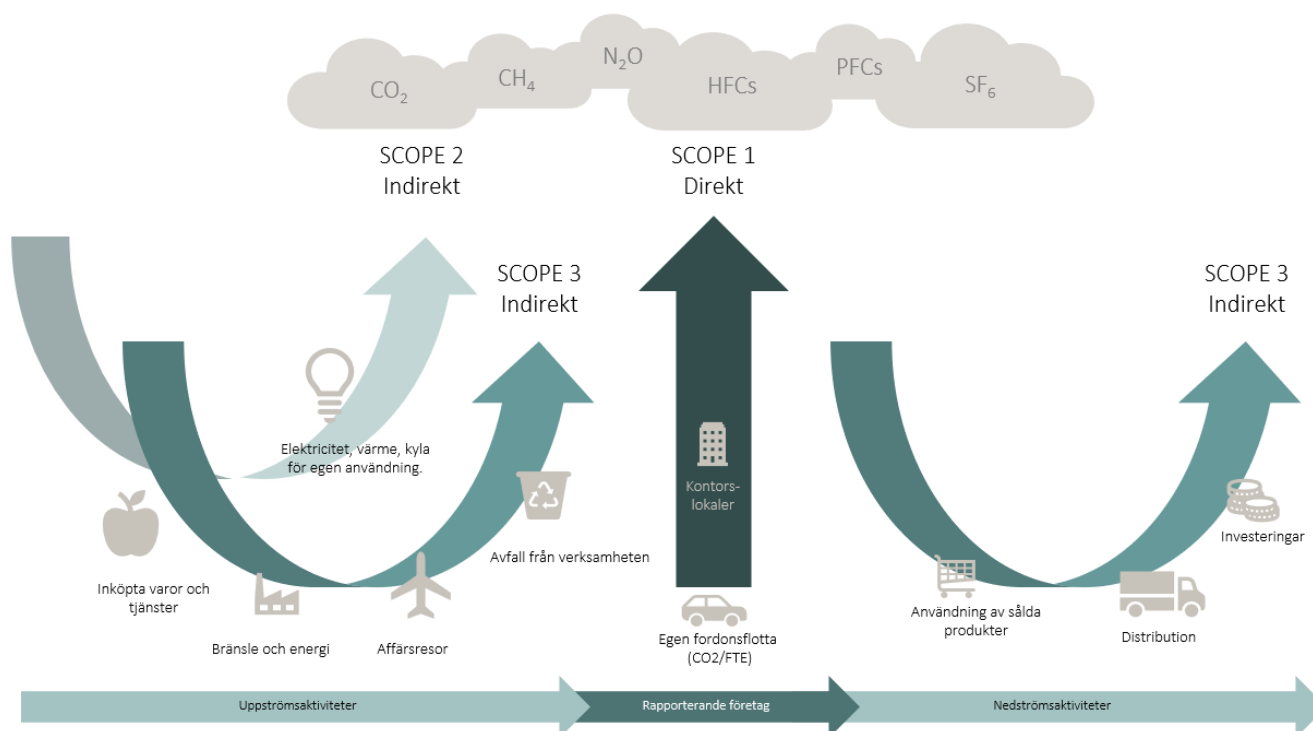 CO₂
CH₄
N₂O
HFCs
PFCs
SF₆
SCOPE 2
Indirekt
SCOPE 1
Direkt
SCOPE 3
Indirekt
SCOPE 3
Indirekt
Elektricitet, värme, kyla
för egen användning.
Kontors-
lokaler
Avfall från verksamheten
Investeringar
Inköpta varor och
tjänster
Bränsle och energi
Affärsresor
Egen fordonsflotta
(CO2/FTE)
Användning av sålda
produkter
Distribution
Uppströmsaktiviteter
Rapporterande företag
Nedströmsaktiviteter